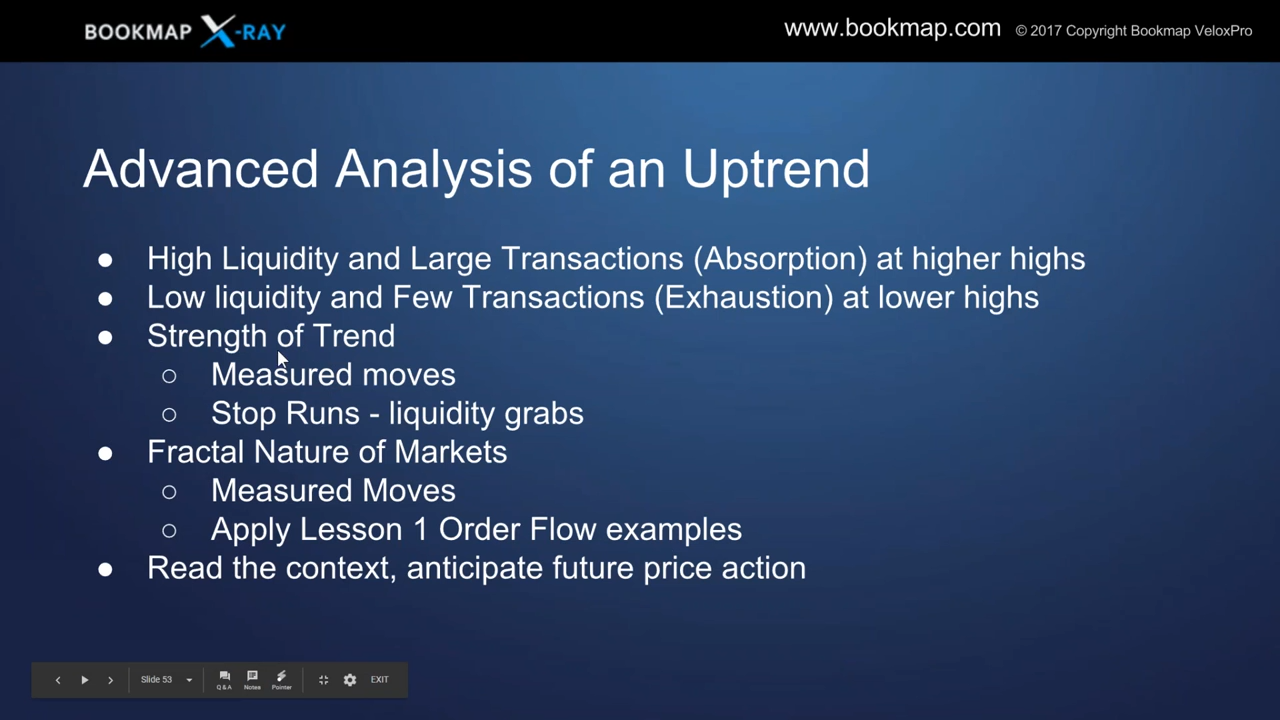 BOOKMAP X-RAY
www.bookmap.com © 2017 Copyright Bookmap VeloxPro
Advanced Analysis of an Uptrend
● High Liquidity and Large Transactions (Absorption) at higher highs
● Low liquidity and Few Transactions (Exhaustion) at lower highs
● Strength of Trend
○ Measured moves
○ Stop Runs - liquidity grabs
● Fractal Nature of Markets
○ Measured Moves
○ Apply Lesson 1 Order Flow examples
● Read the context, anticipate future price action
Slide 53
Q & A Notes Pointer
EXIT